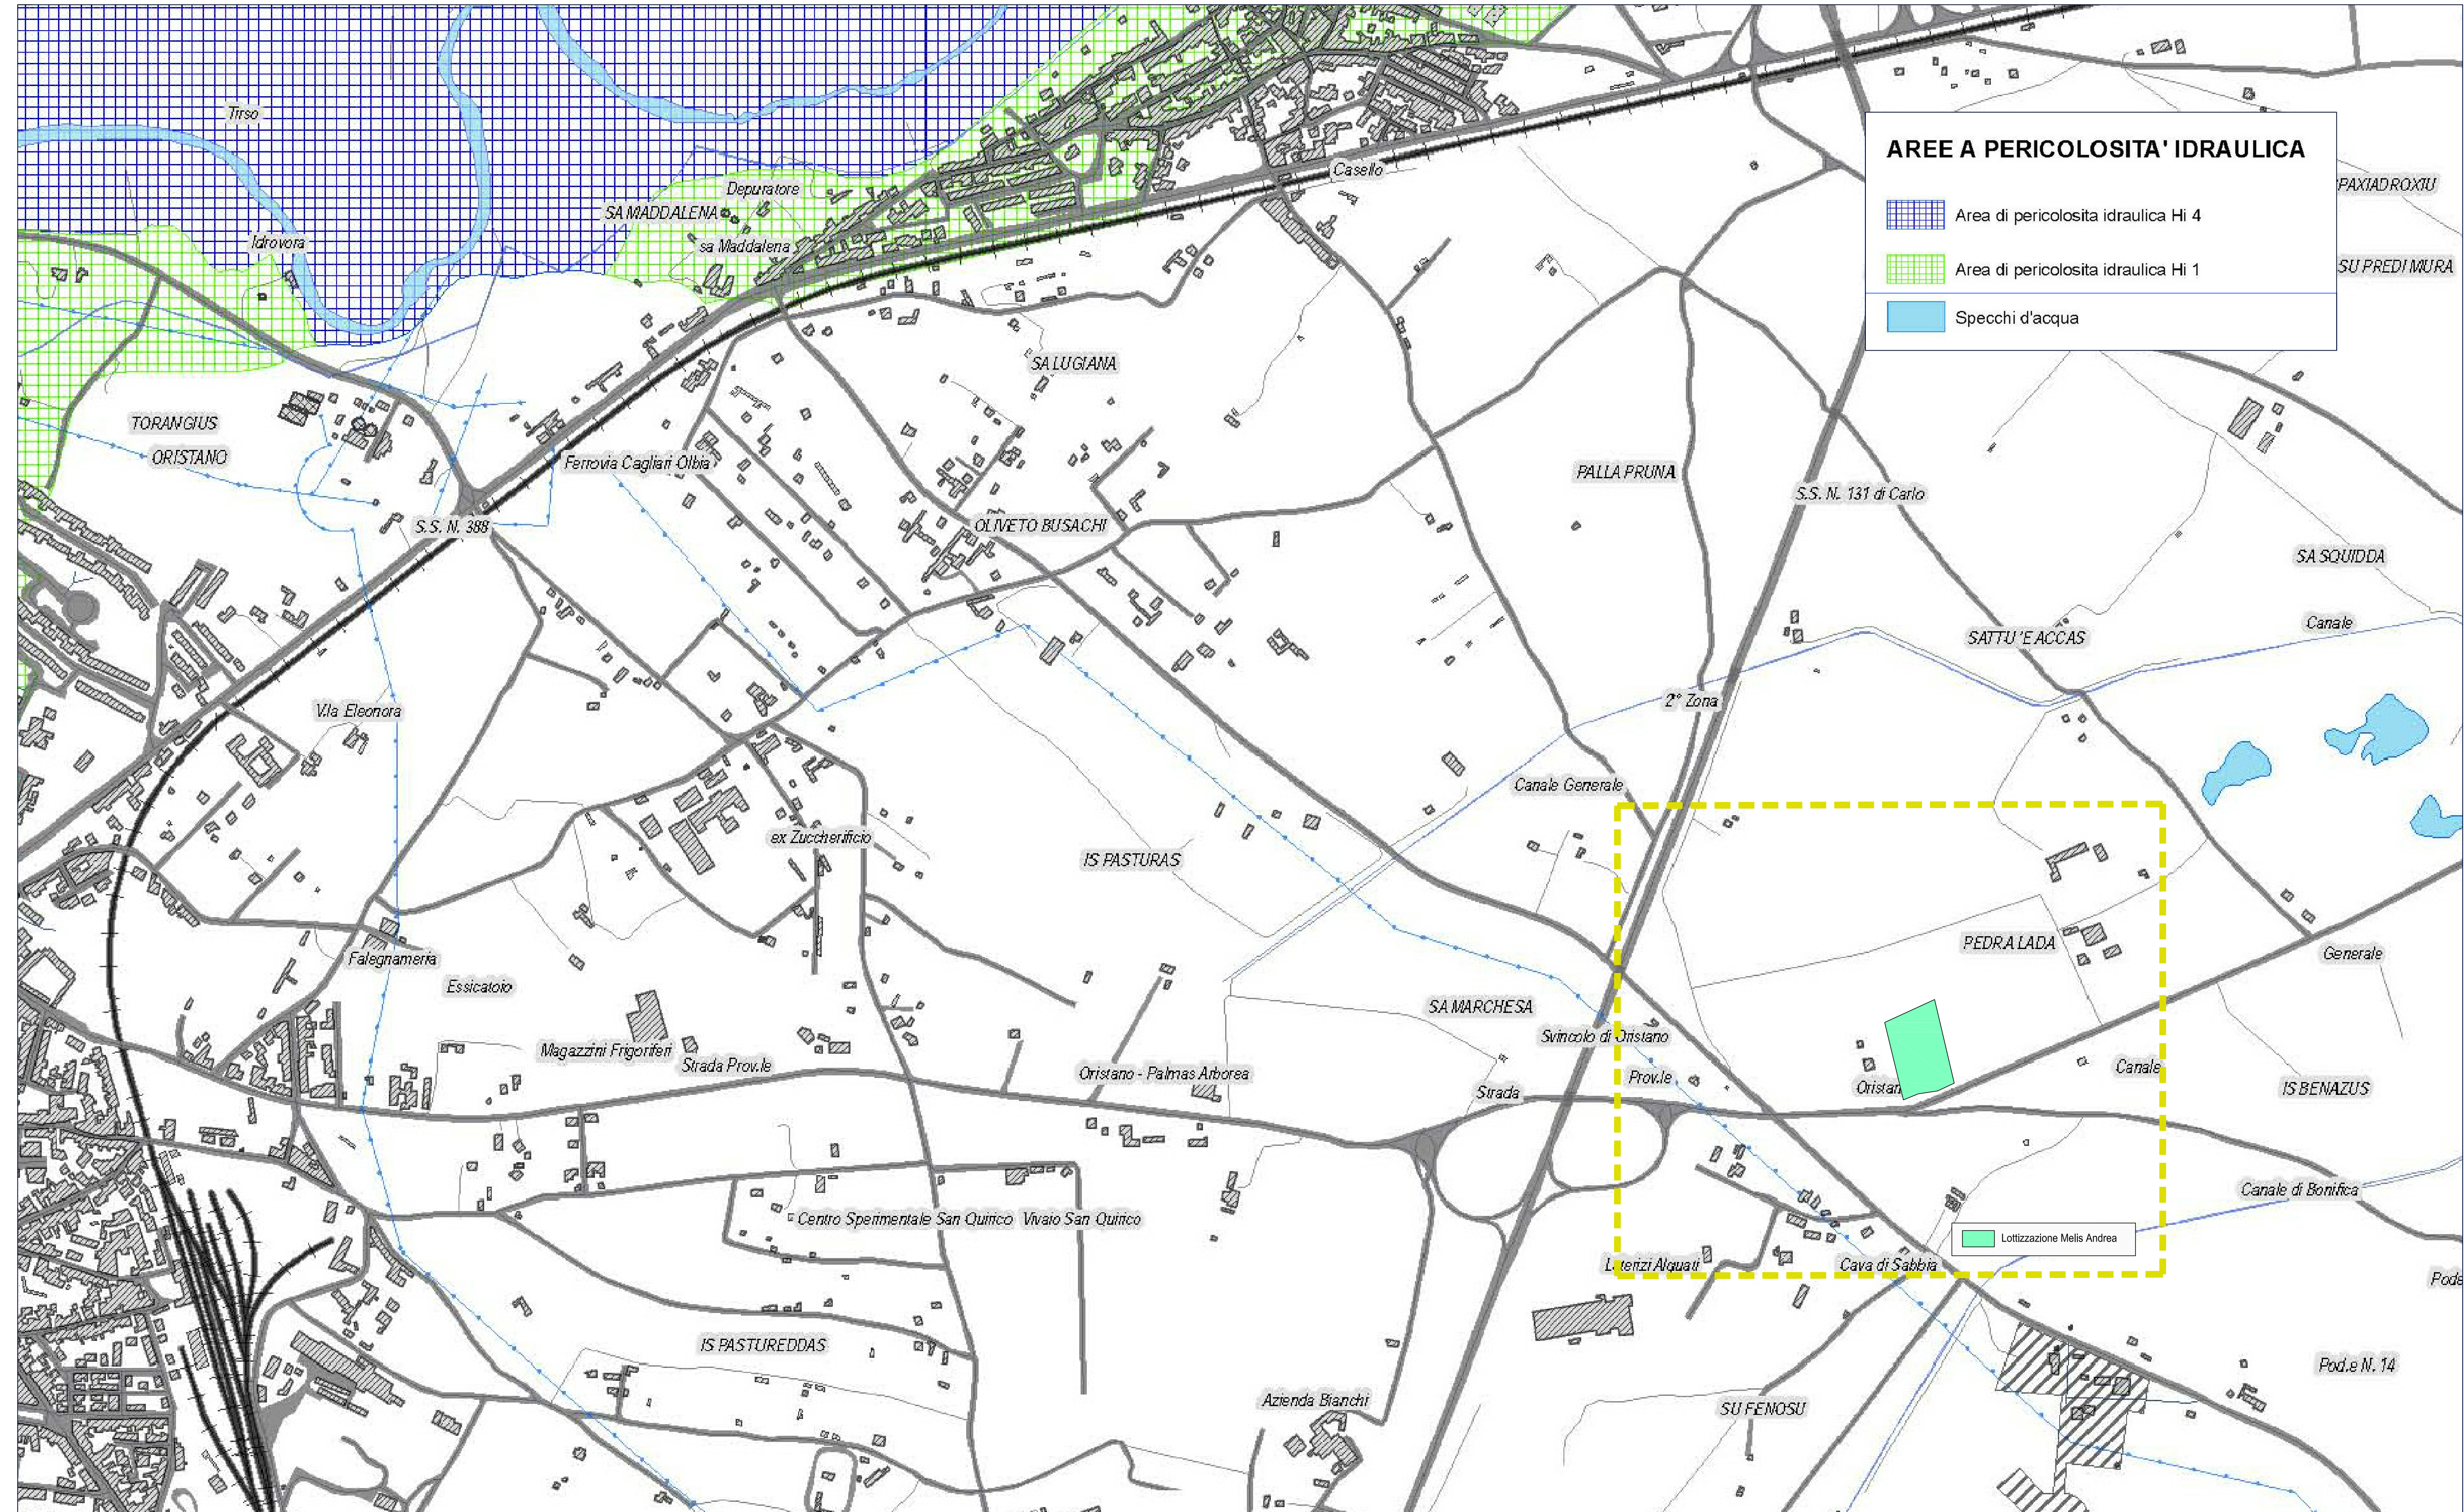 Tirso
AREE A PERICOLOSITA' IDRAULICA
Casello
Depuratore
PAXIADROXIU
SA MADDALENA
Area di pericolosita idraulica Hi 4
Idrovora
sa Maddalena
SU PREDI MURA
Area di pericolosita idraulica Hi 1
Specchi d'acqua
SA LUGIANA
TORANGIUS
ORISTANO
Ferrovia Cagliari Olbia
PALLA PRUNA
S.S. N. 131 di Carlo
S.S. N. 388
OLIVETO BUSACHI
SA SQUIDDA
Canale
SATTU 'E ACCAS
2° Zona
V.la Eleonora
Canale Generale
ex Zuccherificio
IS PASTURAS
PEDRA LADA
Generale
Falegnameria
Essicatoio
SA MARCHESA
Svincolo di Oristano
Magazzini Frigoriferi
Strada Prov.le
Oristano - Palmas Arborea
Strada
Prov.le
Oristan
Canale
IS BENAZUS
Canale di Bonifica
Centro Sperimentale San Quirico
Vivaio San Quirico
Lottizzazione Melis Andrea
Laterizi Alguati
Cava di Sabbia
Pode
IS PASTUREDDAS
Pod.e N. 14
Azienda Bianchi
SU FENOSU